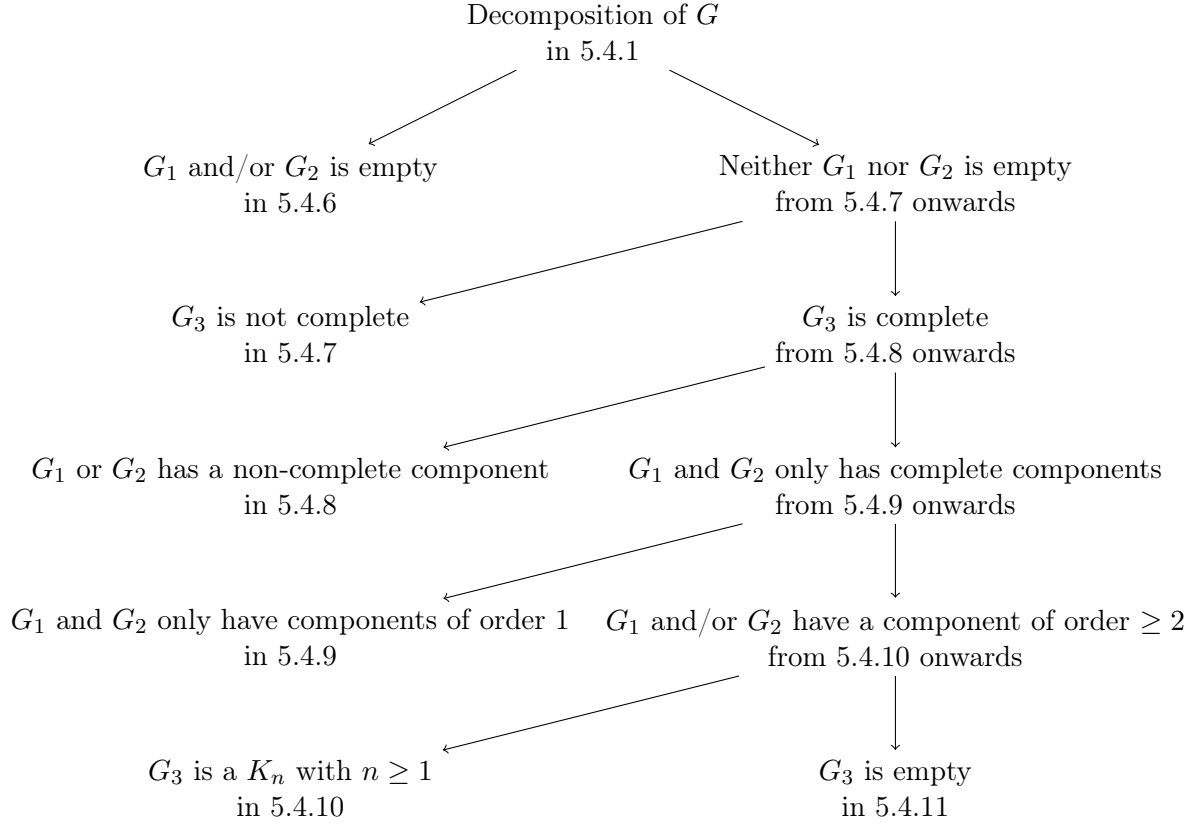 Decomposition of G
in 5.4.1
G₁ and/or G₂ is empty
in 5.4.6
Neither G₁ nor G₂ is empty
from 5.4.7 onwards
G₃ is not complete
in 5.4.7
G₃ is complete
from 5.4.8 onwards
G₁ or G₂ has a non-complete component
in 5.4.8
G₁ and G₂ only has complete components
from 5.4.9 onwards
G₁ and G₂ only have components of order 1
in 5.4.9
G₁ and/or G₂ have a component of order ≥ 2
from 5.4.10 onwards
G₃ is a Kₙ with n ≥ 1
in 5.4.10
G₃ is empty
in 5.4.11